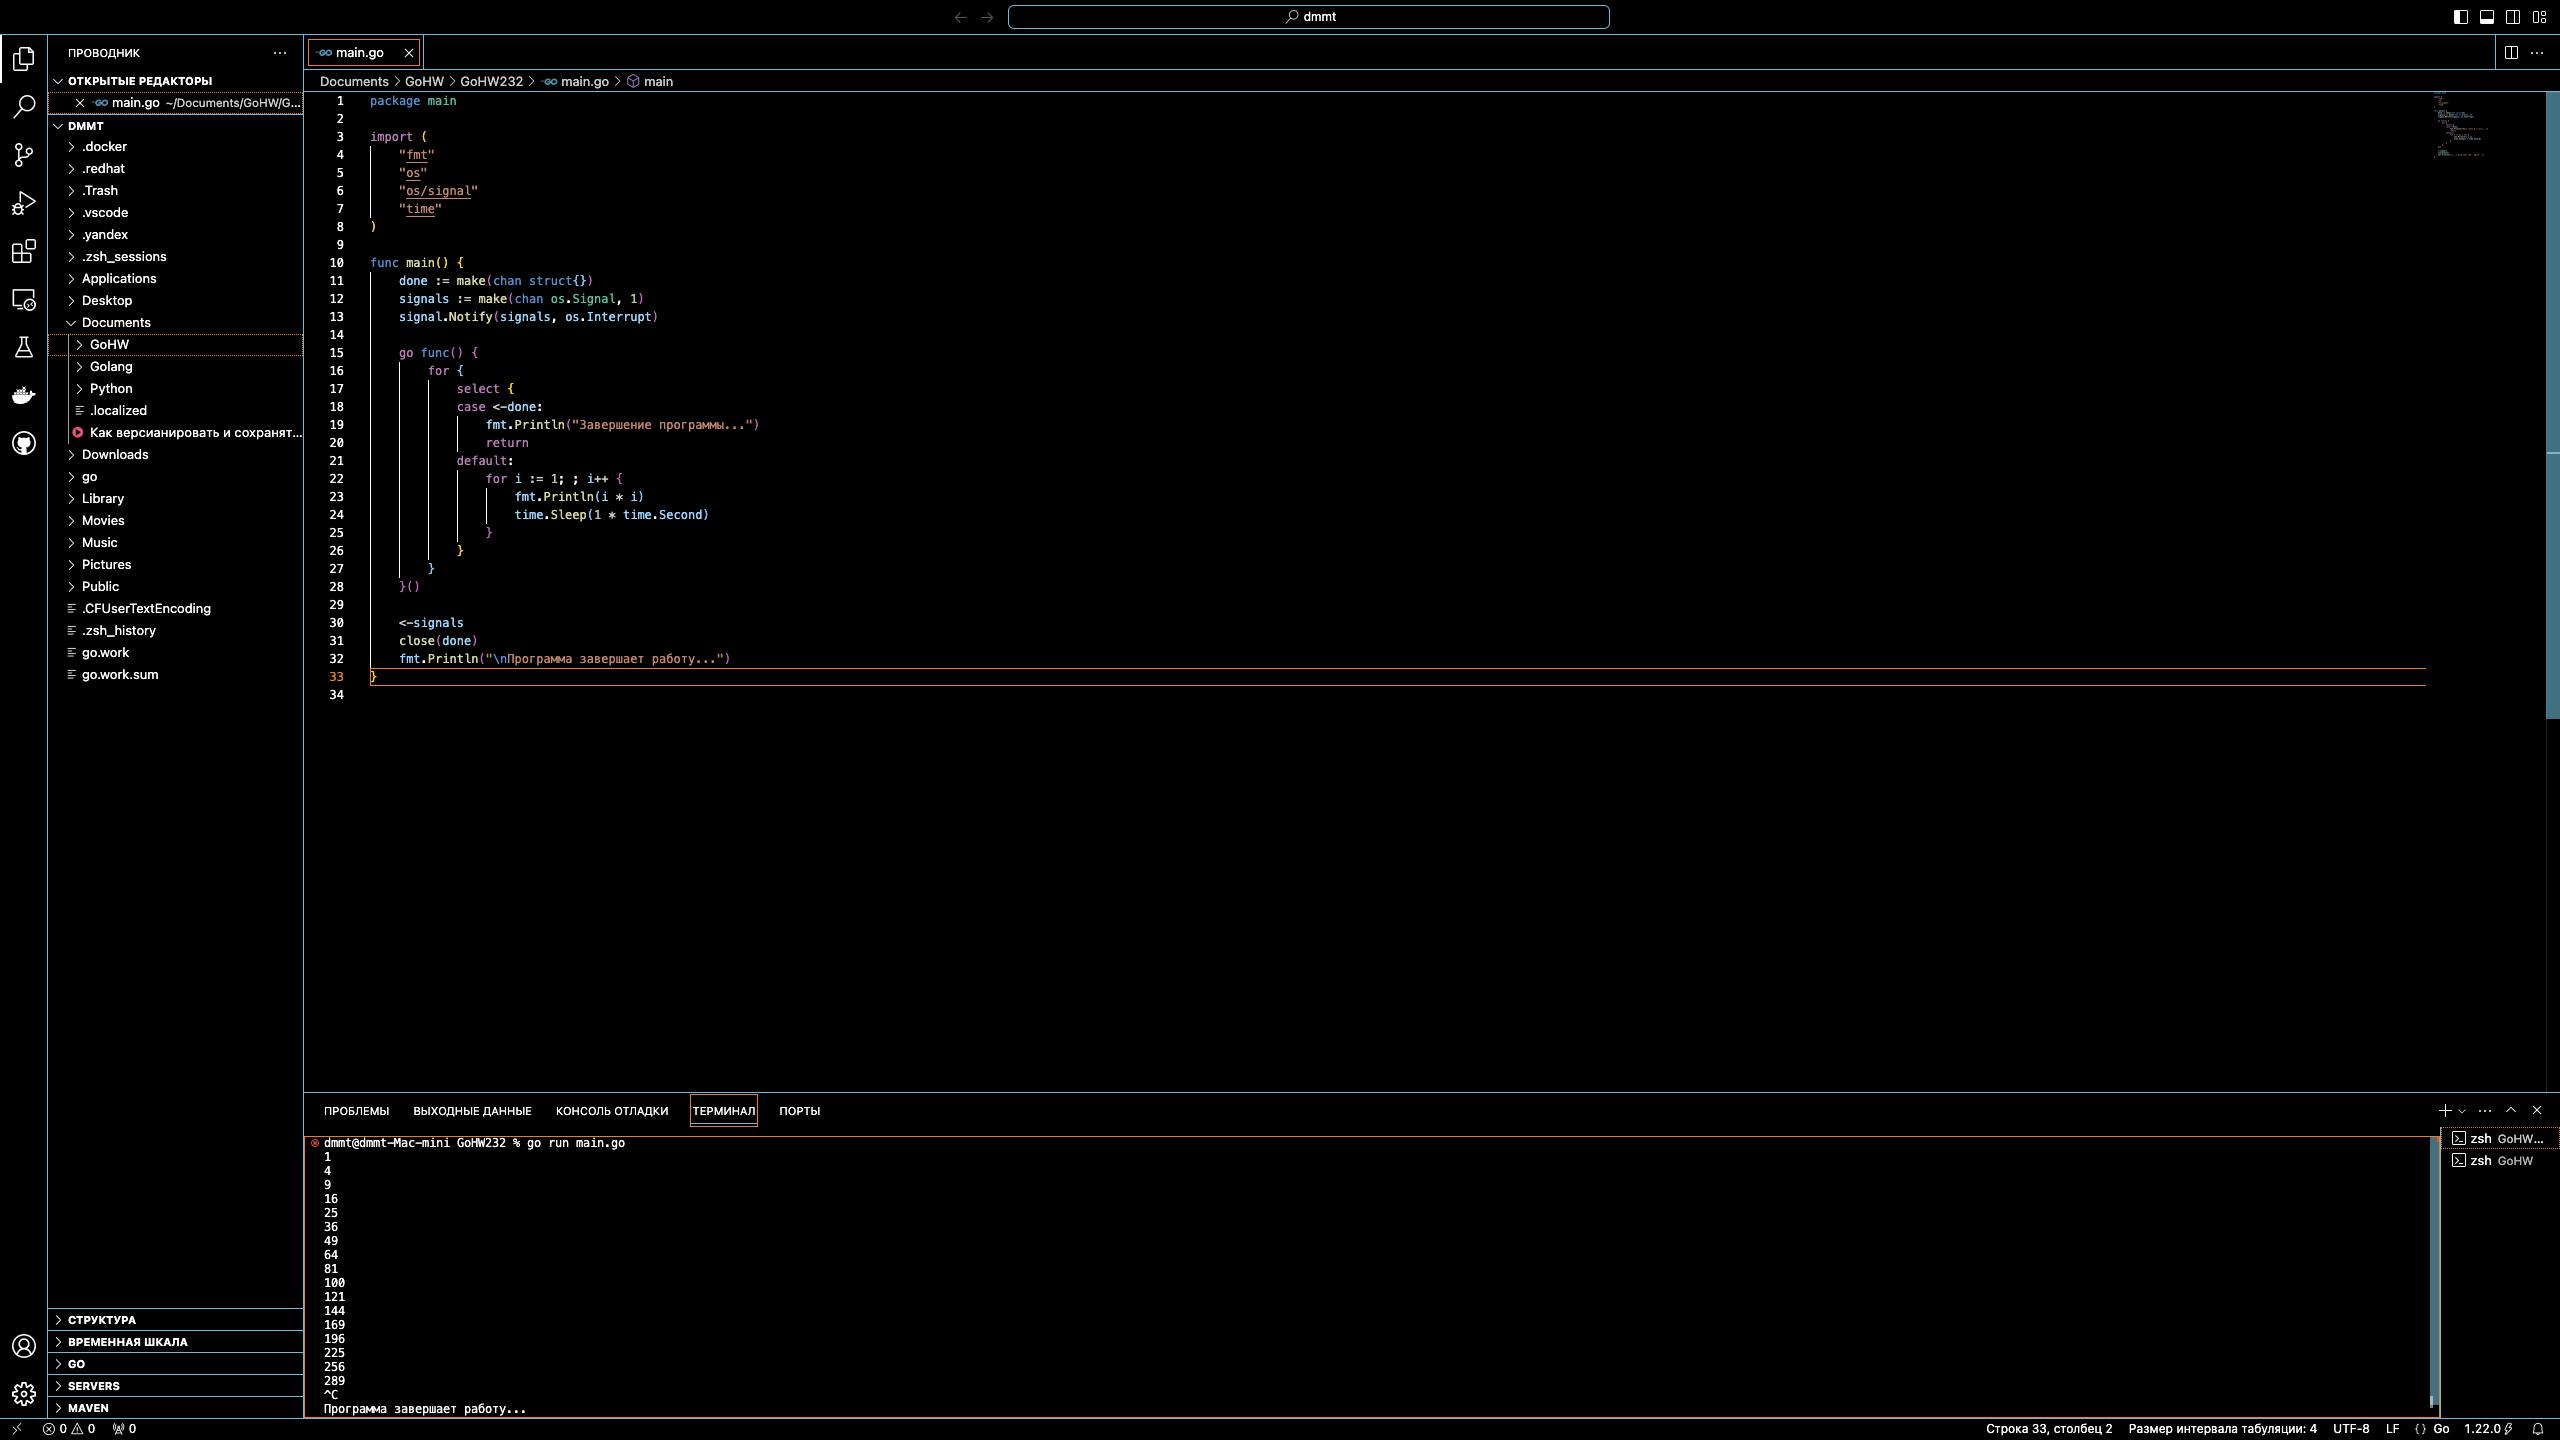 dmmt
ПРОВОДНИК
ОТКРЫТЫЕ РЕДАКТОРЫ
main.go ~/Documents/GoHW/G...
DMMT
.docker
.redhat
.Trash
.vscode
.yandex
.zsh_sessions
Applications
Desktop
Documents
GoHW
Golang
Python
.localized
Как версианировать и сохранят...
Downloads
go
Library
Movies
Music
Pictures
Public
.CFUserTextEncoding
.zsh_history
go.work
go.work.sum
СТРУКТУРА
ВРЕМЕННАЯ ШКАЛА
GO
SERVERS
MAVEN
GO main.go
Documents > GoHW > GoHW232 > GO main.go > main
1 package main
2
3 import (
4 "fmt"
5 "os"
6 "os/signal"
7 "time"
8 )
9
10 func main() {
11 done := make(chan struct{})
12 signals := make(chan os.Signal, 1)
13 signal.Notify(signals, os.Interrupt)
14
15 go func() {
16 for {
17 select {
18 case <-done:
19 fmt.Println("Завершение программы...")
20 return
21 default:
22 for i := 1; ; i++ {
23 fmt.Println(i * i)
24 time.Sleep(1 * time.Second)
25 }
26 }
27 }
28 }()
29
30 <-signals
31 close(done)
32 fmt.Println("\nПрограмма завершает работу...")
33 }
34
ПРОБЛЕМЫ ВЫХОДНЫЕ ДАННЫЕ КОНСОЛЬ ОТЛАДКИ ТЕРМИНАЛ ПОРТЫ
dmmt@dmmt-Mac-mini GoHW232 % go run main.go
1
4
9
16
25
36
49
64
81
100
121
144
169
196
225
256
289
^C
Программа завершает работу...
zsh GoHW...
zsh GoHW
0 0 0
Строка 33, столбец 2 Размер интервала табуляции: 4 UTF-8 LF {} Go 1.22.0